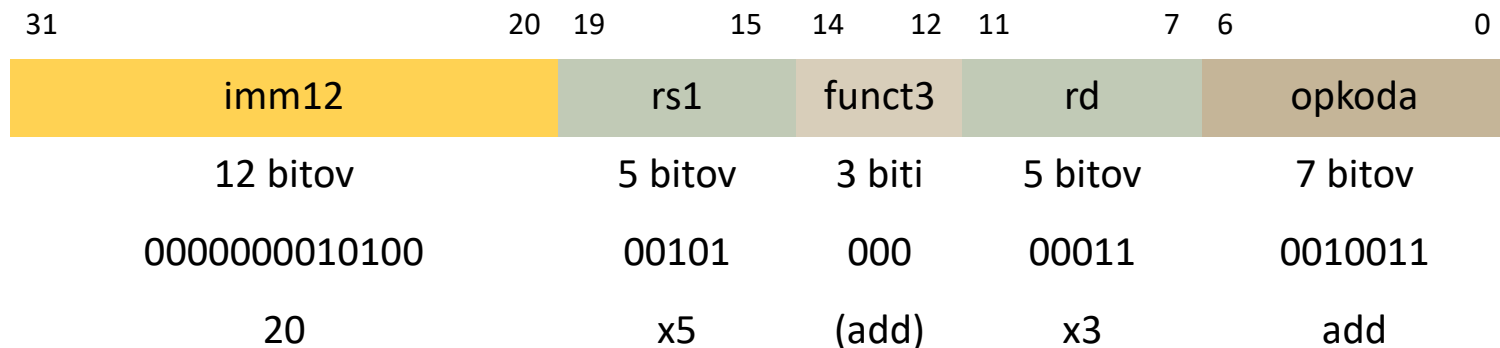 31 20 19 15 14 12 11 7 6 0
imm12 rs1 funct3 rd opkoda
12 bitov 5 bitov 3 biti 5 bitov 7 bitov
0000000010100 00101 000 00011 0010011
20 x5 (add) x3 add